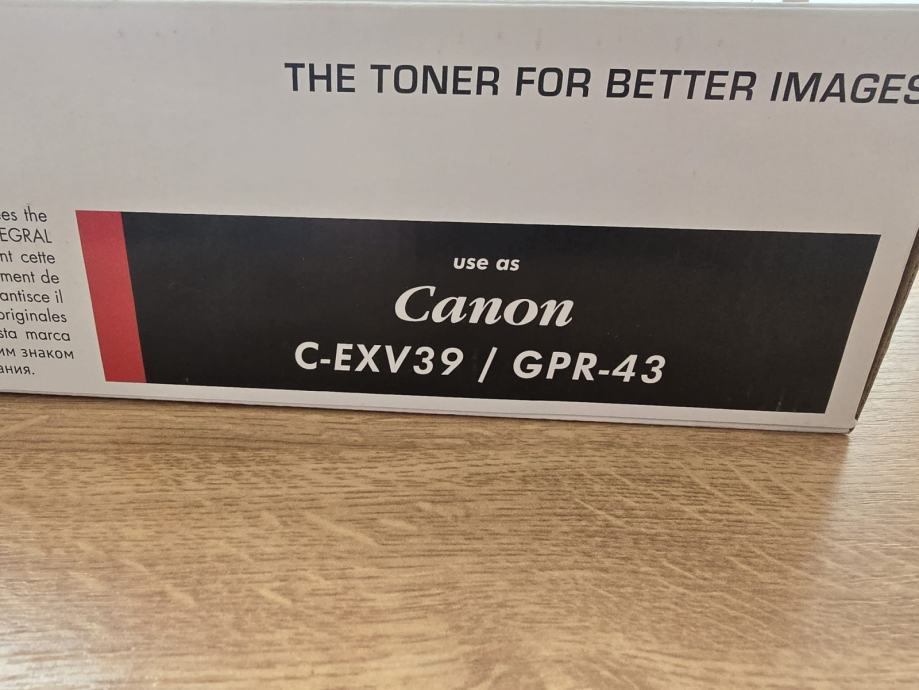 THE TONER FOR BETTER IMAGES
es the
EGRAL
nt cette
ment de
antisce il
originales
sta marca
им знаком
ания.
use as
Canon
C-EXV39 / GPR-43